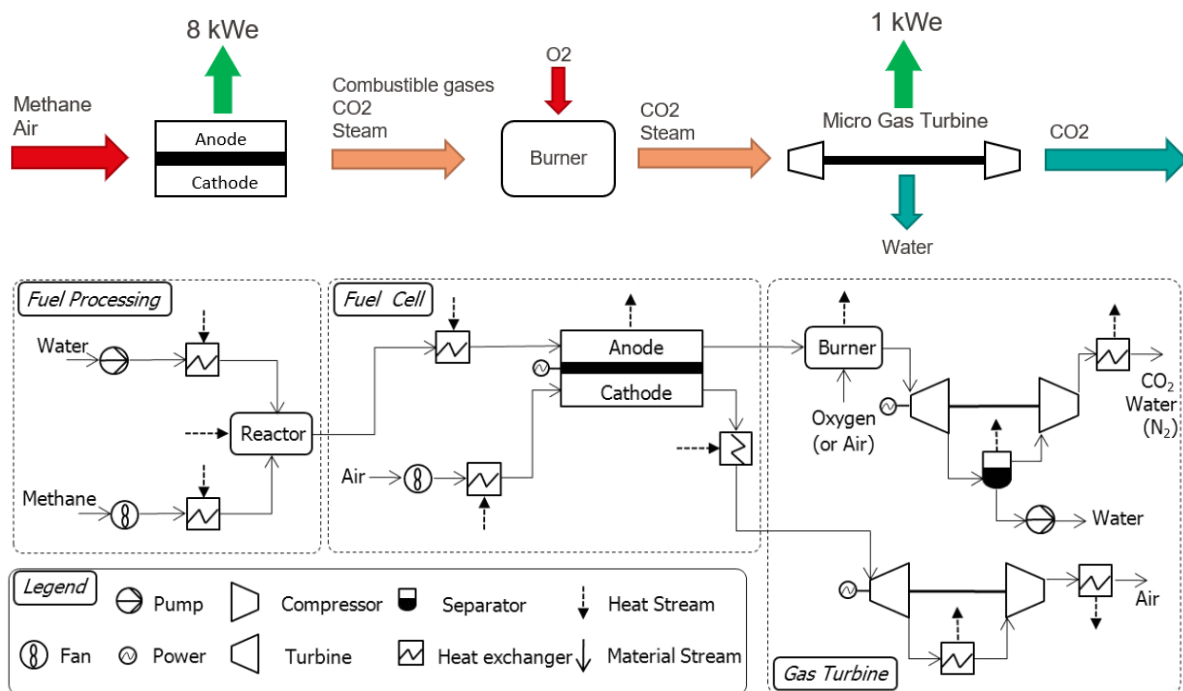 8 kWe
1 kWe
O2
Methane
Air
Anode
Cathode
Combustible gases
CO2
Steam
Burner
CO2
Steam
Micro Gas Turbine
CO2
Water
Fuel Processing
Water
Reactor
Methane
Fuel Cell
Anode
Cathode
Air
Burner
Oxygen
(or Air)
CO₂
Water
(N₂)
Water
Air
Gas Turbine
Legend
Pump
Compressor
Separator
Heat Stream
Fan
Power
Turbine
Heat exchanger
Material Stream